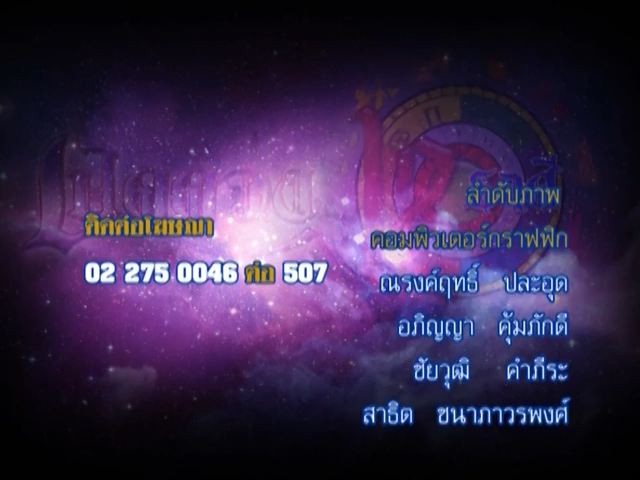 ติดต่อโฆษณา
02 275 0046 ต่อ 507
ลำดับภาพ
คอมพิวเตอร์กราฟฟิก
ณรงค์ฤทธิ์ ปละอุด
อภิญญา คุ้มภักดี
ชัยวุฒิ คำภีระ
สาธิต ชนาภาวรพงศ์